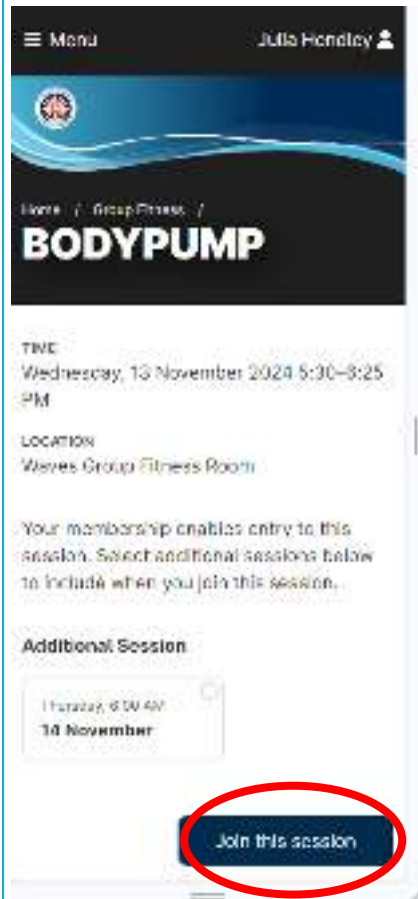 ≡ Menu
Julia Hendley
Home / Group Fitness /
BODYPUMP
TIME
Wednesday, 13 November 2024 5:30–6:25
PM
LOCATION
Waves Group Fitness Room
Your membership enables entry to this
session. Select additional sessions below
to include when you join this session.
Additional Session
Thursday, 6:00 AM
14 November
Join this session